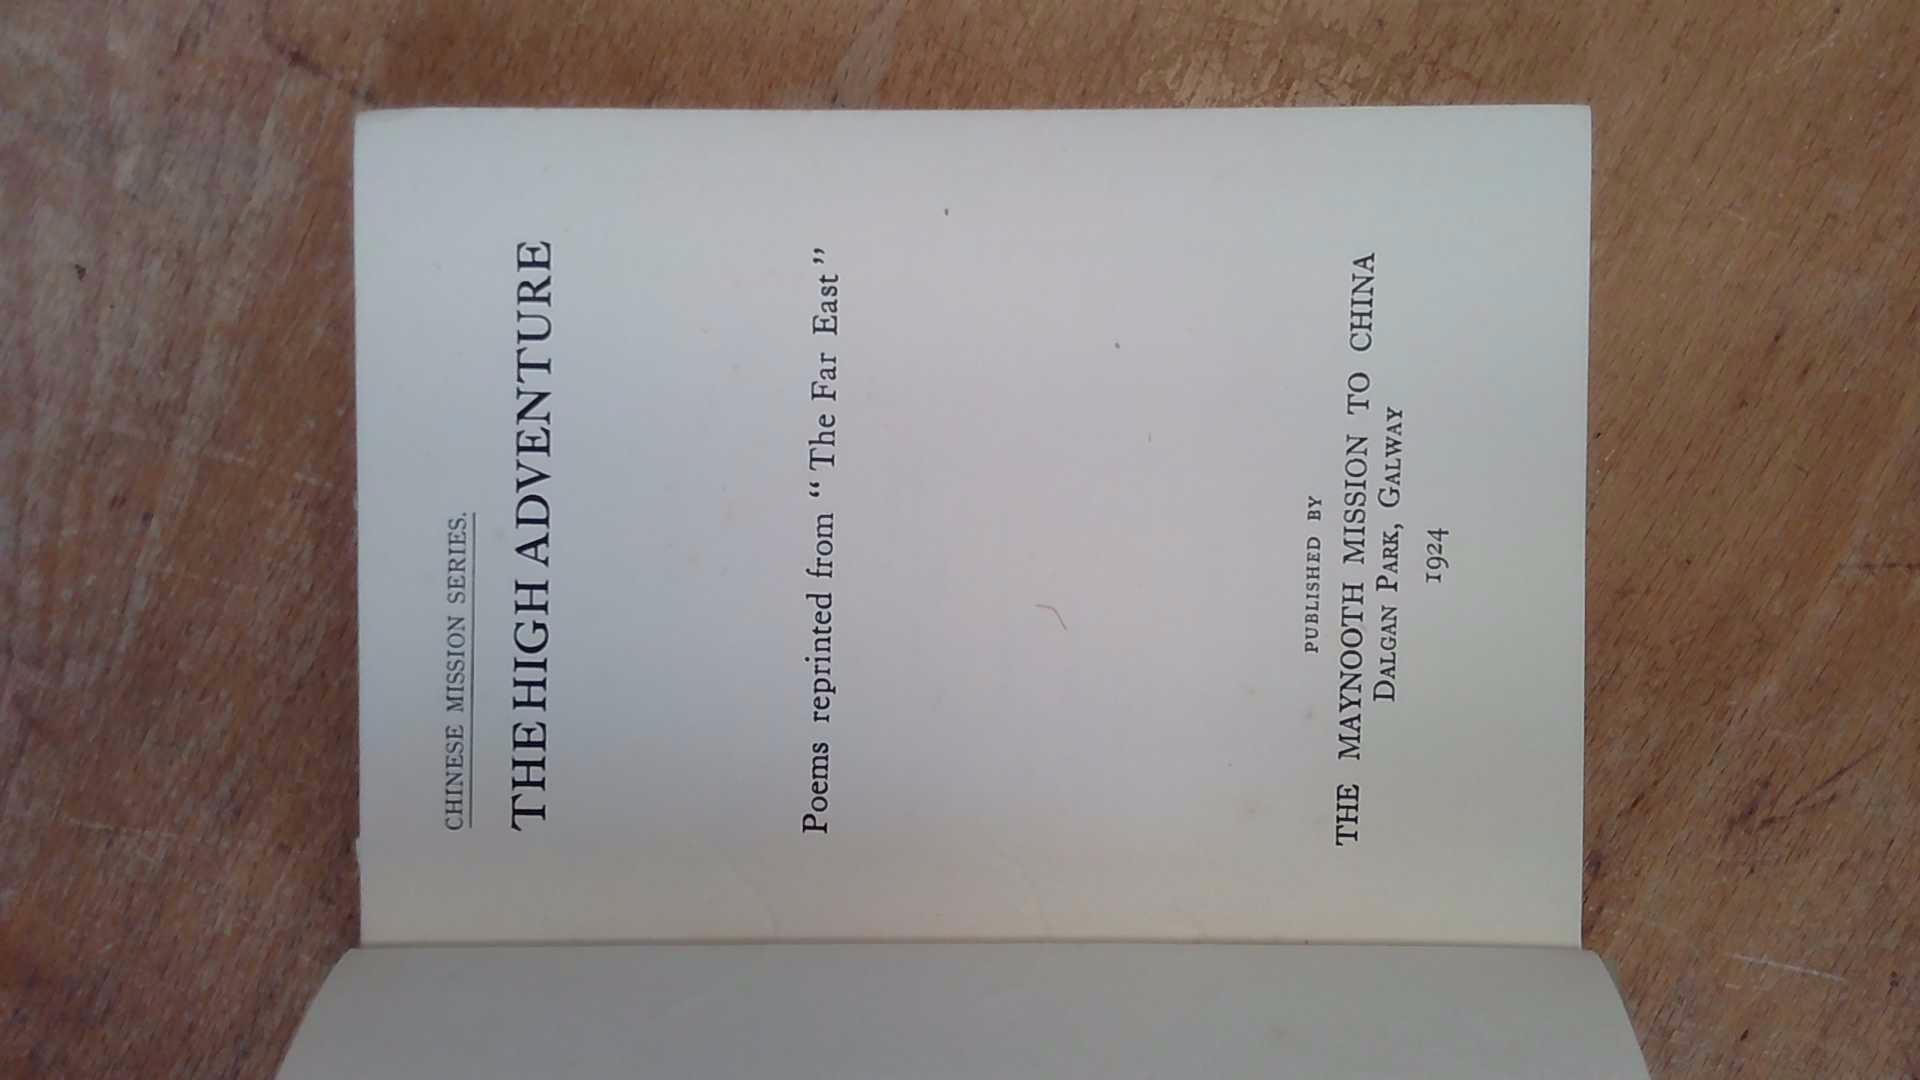 CHINESE MISSION SERIES.
THE HIGH ADVENTURE
Poems reprinted from “ The Far East ”
PUBLISHED BY
THE MAYNOOTH MISSION TO CHINA
DALGAN PARK, GALWAY
1924